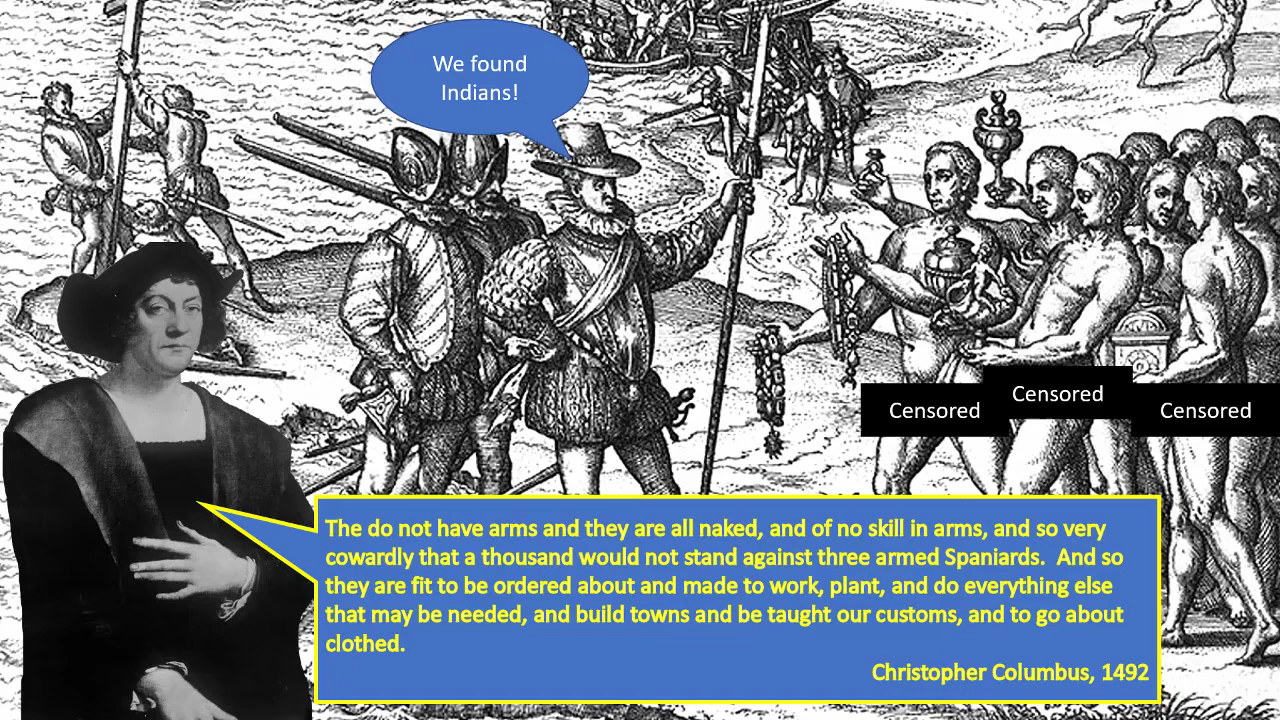 We found
Indians!
Censored
Censored
Censored
The do not have arms and they are all naked, and of no skill in arms, and so very
cowardly that a thousand would not stand against three armed Spaniards.  And so
they are fit to be ordered about and made to work, plant, and do everything else
that may be needed, and build towns and be taught our customs, and to go about
clothed.
Christopher Columbus, 1492